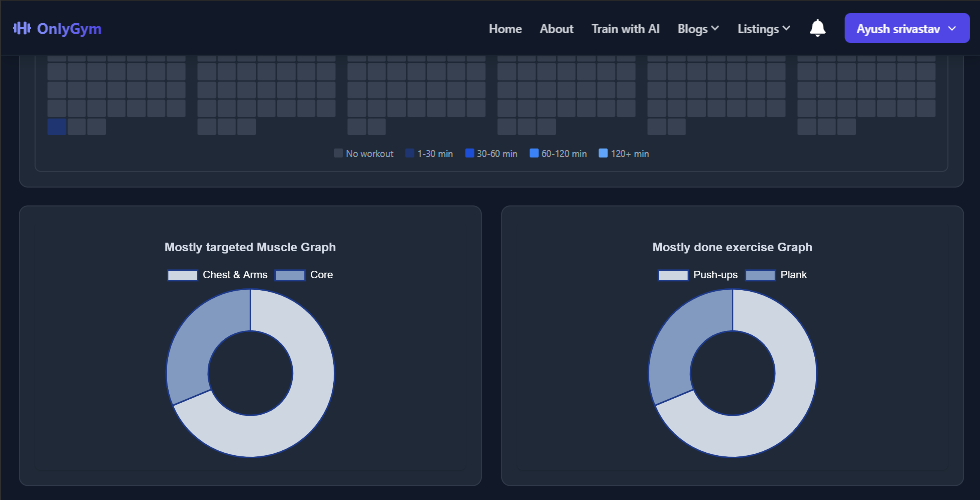 OnlyGym Home About Train with AI Blogs Listings Ayush srivastav
No workout 1-30 min 30-60 min 60-120 min 120+ min
Mostly targeted Muscle Graph
Chest & Arms Core
Mostly done exercise Graph
Push-ups Plank